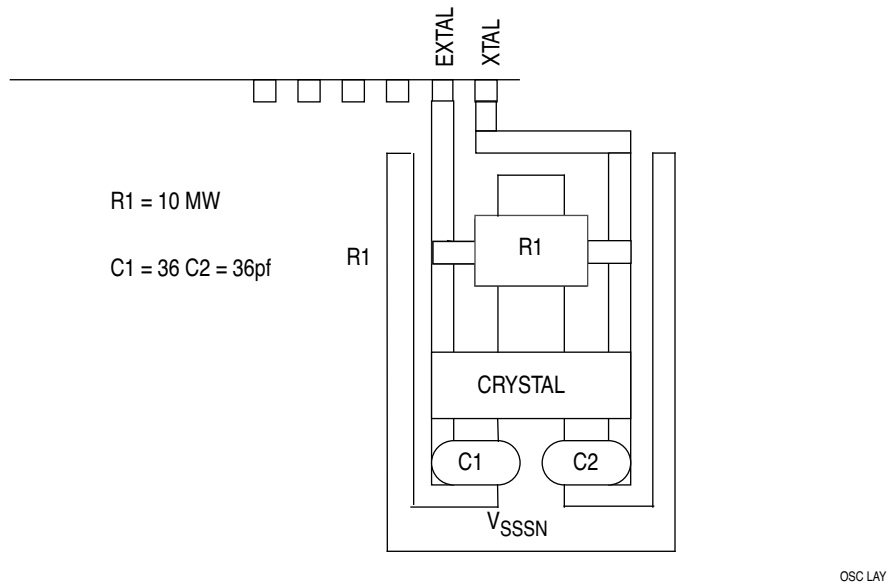 EXTAL
XTAL
R1 = 10 MW
C1 = 36 C2 = 36pf
R1
R1
CRYSTAL
C1
C2
VSSSN
OSC LAY